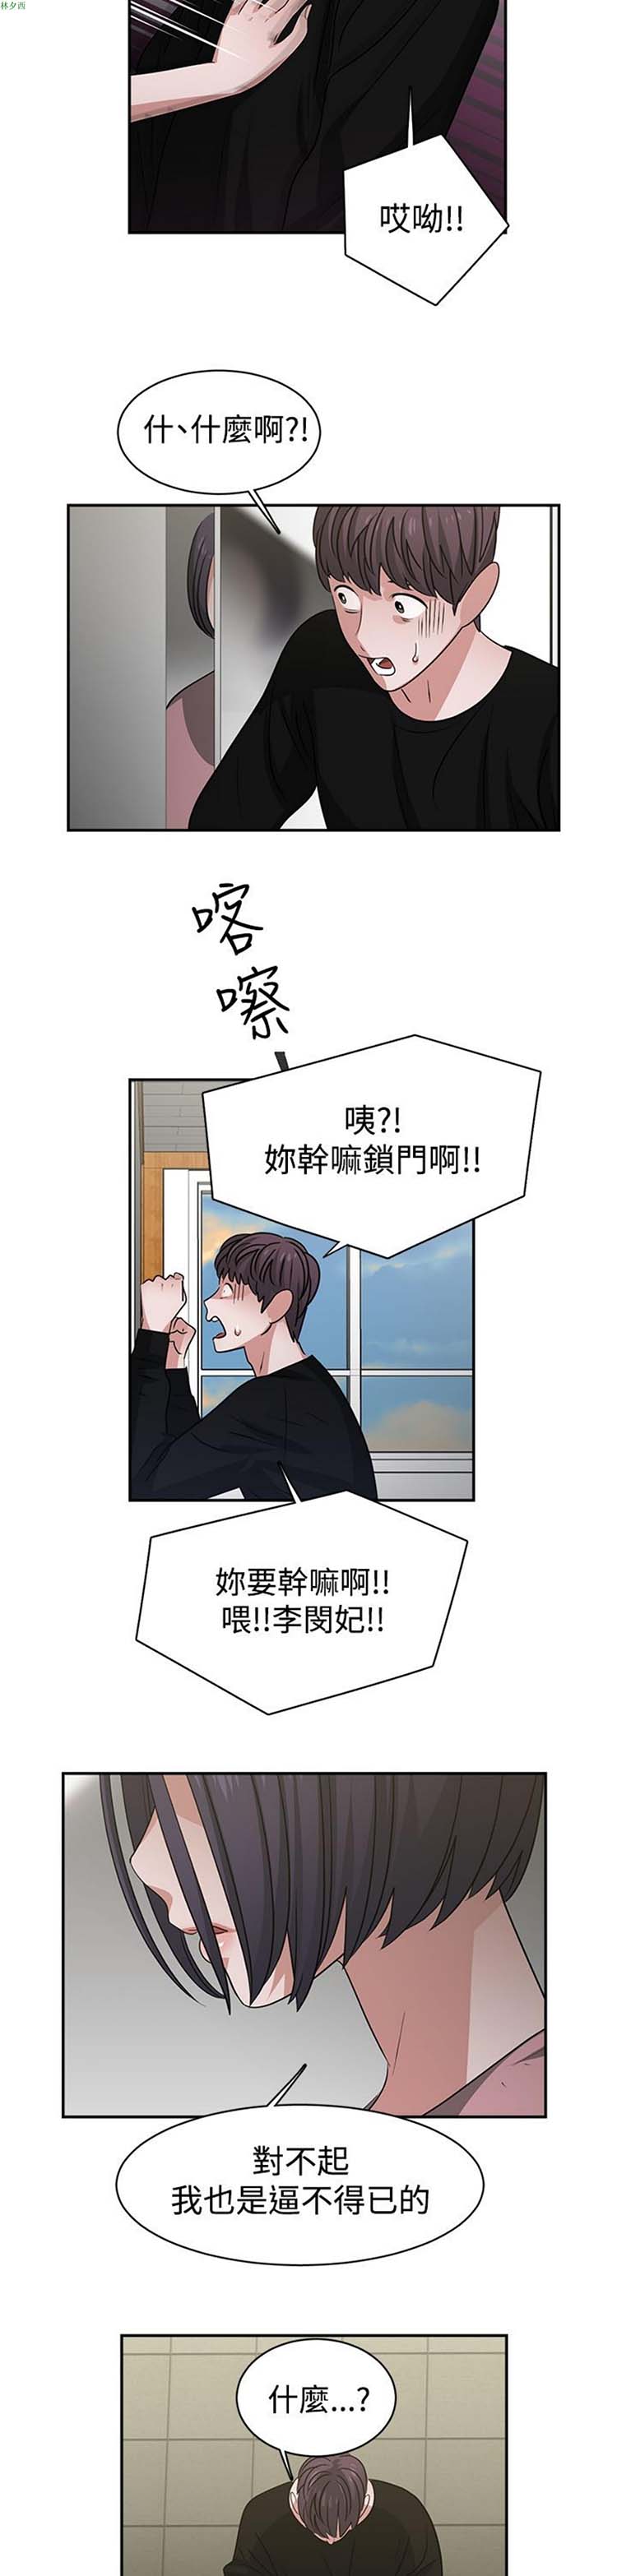 林夕西
哎呦!!
什、什麼啊?!
喀
嚓
咦?!
妳幹嘛鎖門啊!!
妳要幹嘛啊!!
喂!!李閔妃!!
對不起
我也是逼不得已的
什麼...?